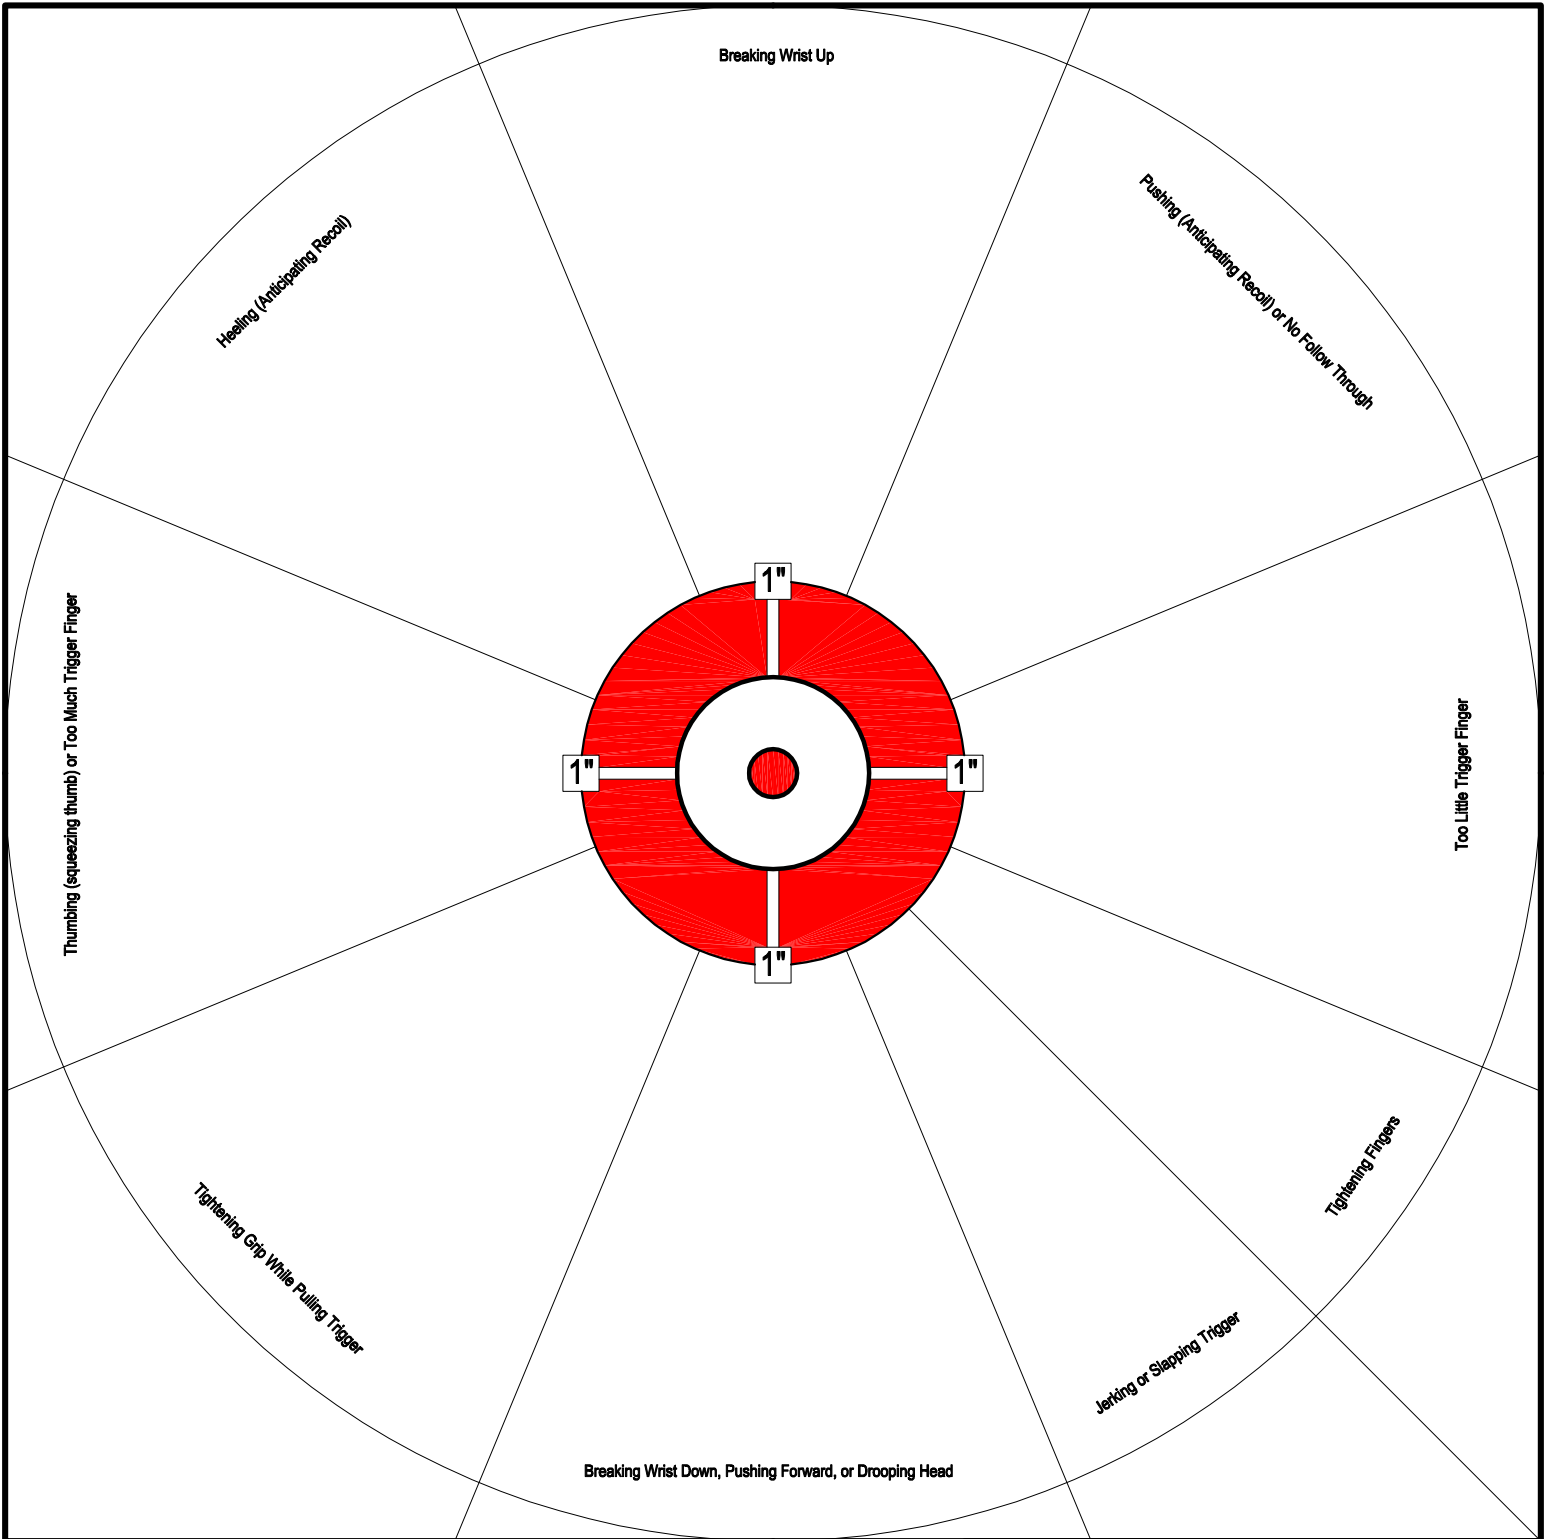 Breaking Wrist Up
Pushing (Anticipating Recoil) or No Follow Through
Heeling (Anticipating Recoil)
1"
Thumbing (squeezing thumb) or Too Much Trigger Finger
1"
1"
Too Little Trigger Finger
1"
Tightening Fingers
Tightening Grip While Pulling Trigger
Jerking or Slapping Trigger
Breaking Wrist Down, Pushing Forward, or Drooping Head